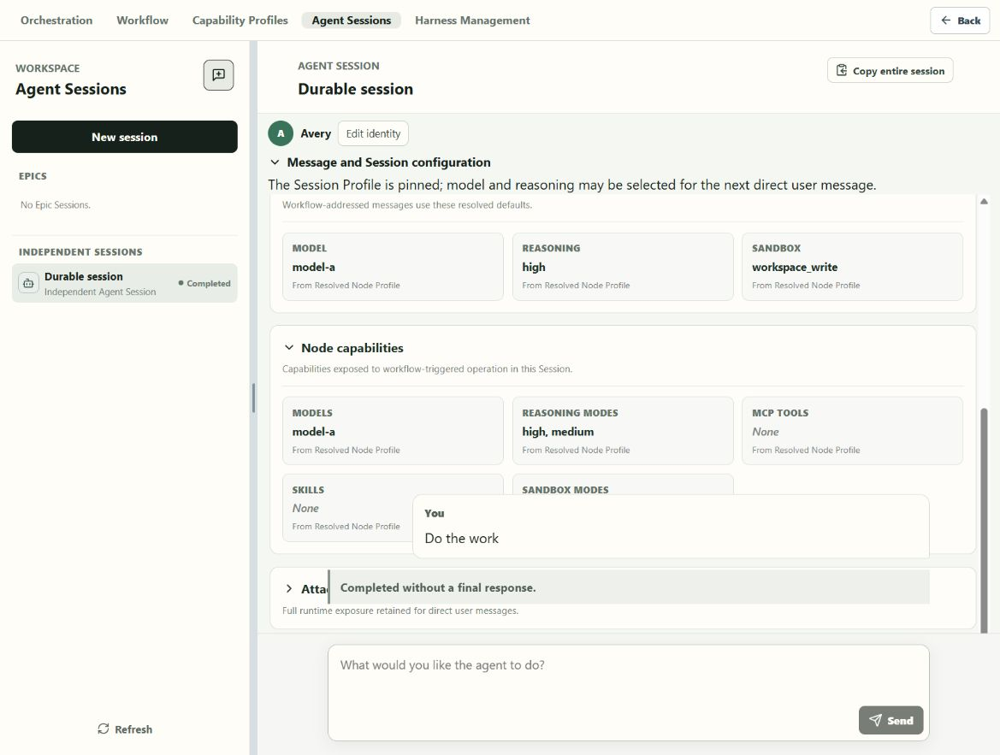 Orchestration Workflow Capability Profiles Agent Sessions Harness Management Back
WORKSPACE
Agent Sessions
New session
EPICS
No Epic Sessions.
INDEPENDENT SESSIONS
Durable session
Independent Agent Session
Completed
Refresh
AGENT SESSION
Durable session
Copy entire session
A Avery Edit identity
Message and Session configuration
The Session Profile is pinned; model and reasoning may be selected for the next direct user message.
Workflow-addressed messages use these resolved defaults.
MODEL
model-a
From Resolved Node Profile
REASONING
high
From Resolved Node Profile
SANDBOX
workspace_write
From Resolved Node Profile
Node capabilities
Capabilities exposed to workflow-triggered operation in this Session.
MODELS
model-a
From Resolved Node Profile
REASONING MODES
high, medium
From Resolved Node Profile
MCP TOOLS
None
From Resolved Node Profile
SKILLS
None
From Resolved Node Profile
SANDBOX MODES
You
Do the work
Completed without a final response.
Full runtime exposure retained for direct user messages.
What would you like the agent to do?
Send